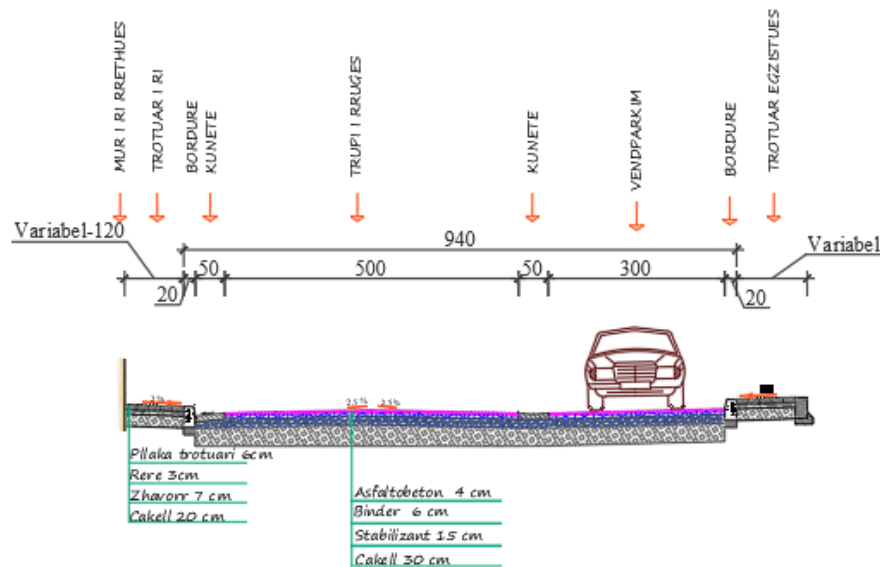 MUR I RI RRETHUES
TROTUAR I RI
BORDURE
KUNETE
TRUPI I RRUGES
KUNETE
VENDPARKIM
BORDURE
TROTUAR EGZISTUES
Variabel-120
940
Variabel
50
500
50
300
20
20
2%
2.5%
2.5%
Pllaka trotuari 6cm
Rere 3cm
Zhavorr 7 cm
Cakell 20 cm
Asfaltobeton 4 cm
Binder 6 cm
Stabilizant 15 cm
Cakell 30 cm